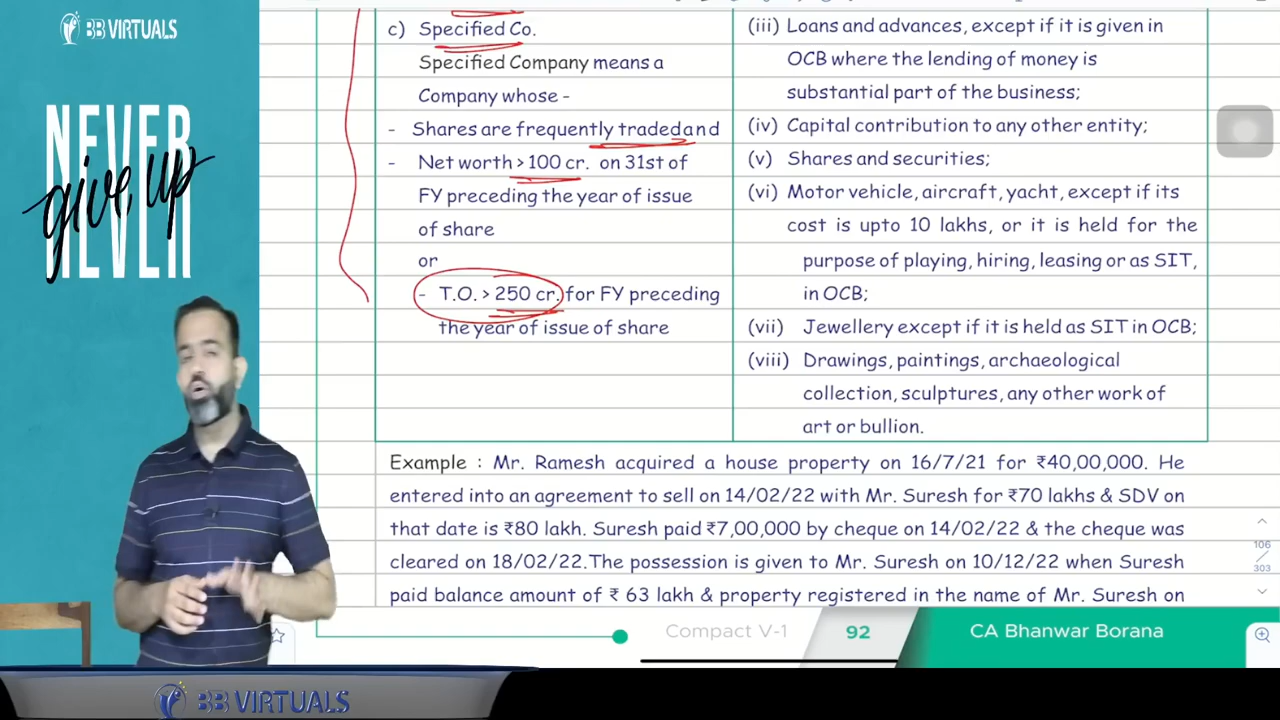 BB VIRTUALS
NEVER
give up
NEVER
c) Specified Co.
Specified Company means a
Company whose -
- Shares are frequently traded and
- Net worth > 100 cr. on 31st of
FY preceding the year of issue
of share
or
- T.O. > 250 cr. for FY preceding
the year of issue of share
(iii) Loans and advances, except if it is given in
OCB where the lending of money is
substantial part of the business;
(iv) Capital contribution to any other entity;
(v) Shares and securities;
(vi) Motor vehicle, aircraft, yacht, except if its
cost is upto 10 lakhs, or it is held for the
purpose of playing, hiring, leasing or as SIT,
in OCB;
(vii) Jewellery except if it is held as SIT in OCB;
(viii) Drawings, paintings, archaeological
collection, sculptures, any other work of
art or bullion.
Example : Mr. Ramesh acquired a house property on 16/7/21 for ₹40,00,000. He
entered into an agreement to sell on 14/02/22 with Mr. Suresh for ₹70 lakhs & SDV on
that date is ₹80 lakh. Suresh paid ₹7,00,000 by cheque on 14/02/22 & the cheque was
cleared on 18/02/22.The possession is given to Mr. Suresh on 10/12/22 when Suresh
paid balance amount of ₹ 63 lakh & property registered in the name of Mr. Suresh on
106
303
Compact V-1
92
CA Bhanwar Borana
BB VIRTUALS